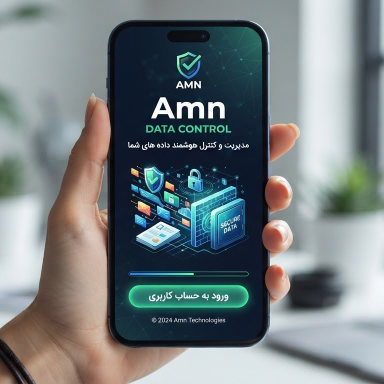 AMN
Amn
DATA CONTROL
مدیریت و کنترل هوشمند داده های شما
SECURE
DATA
ورود به حساب کاربری
© 2024 Amn Technologies